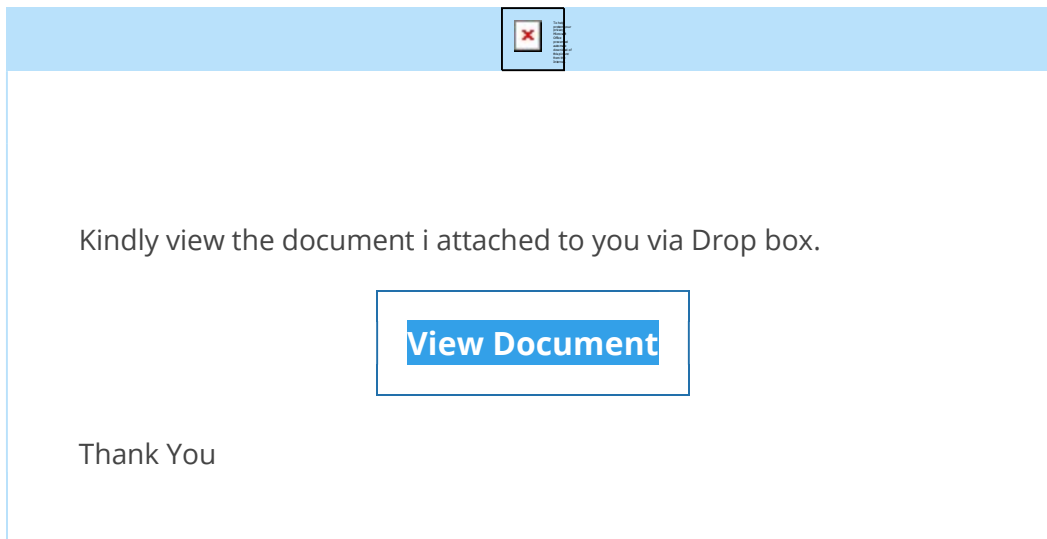 Kindly view the document i attached to you via Drop box.
View Document
Thank You